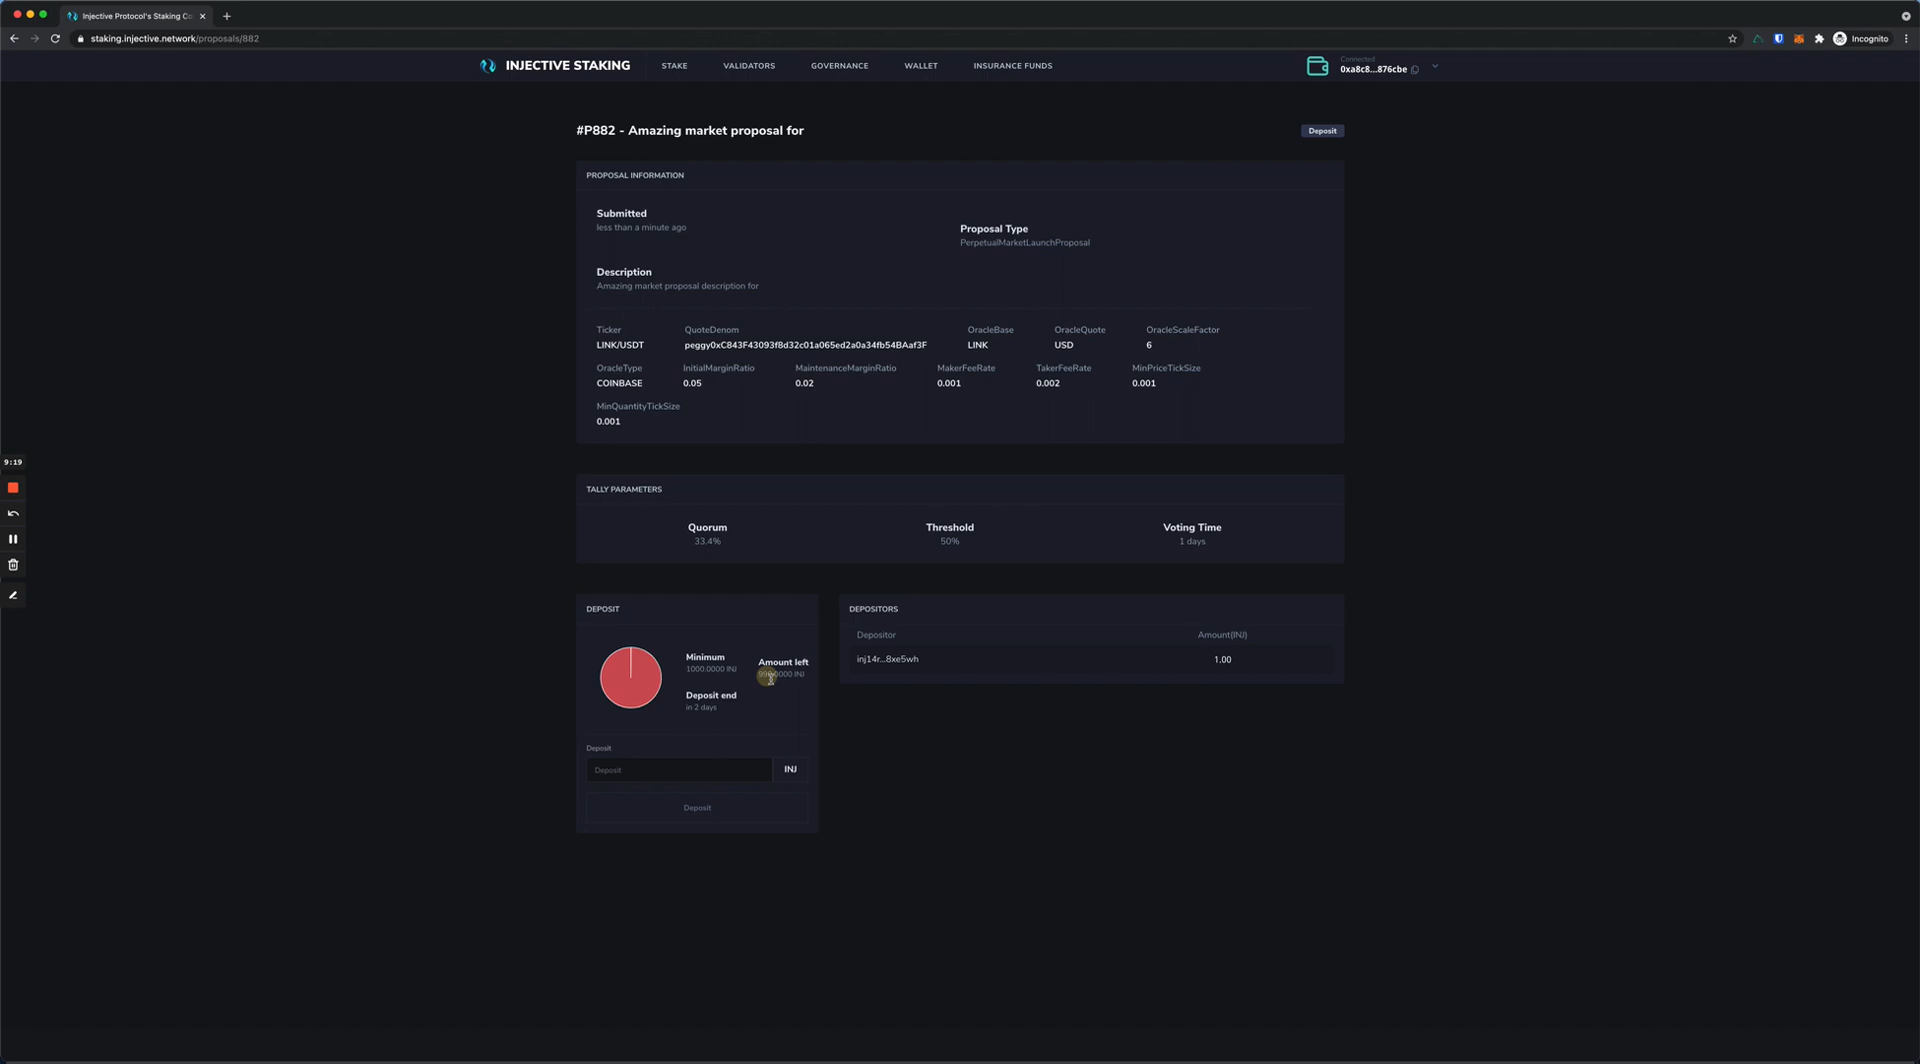 Injective Protocol's Staking Co
staking.injective.network/proposals/882
Incognito
INJECTIVE STAKING
STAKE
VALIDATORS
GOVERNANCE
WALLET
INSURANCE FUNDS
Connected
0xa8c8...876cbe
#P882 - Amazing market proposal for
Deposit
PROPOSAL INFORMATION
Submitted
less than a minute ago
Proposal Type
PerpetualMarketLaunchProposal
Description
Amazing market proposal description for
Ticker QuoteDenom OracleBase OracleQuote OracleScaleFactor
LINK/USDT peggy0xC843F43093f8d32c01a065ed2a0a34fb54BAaf3F LINK USD 6
OracleType InitialMarginRatio MaintenanceMarginRatio MakerFeeRate TakerFeeRate MinPriceTickSize
COINBASE 0.05 0.02 0.001 0.002 0.001
MinQuantityTickSize
0.001
9:19
TALLY PARAMETERS
Quorum Threshold Voting Time
33.4% 50% 1 days
DEPOSIT
Minimum
1000.0000 INJ
Amount left
INJ
Deposit end
in 2 days
Deposit
Deposit
INJ
Deposit
DEPOSITORS
Depositor Amount(INJ)
inj14r...8xe5wh 1.00